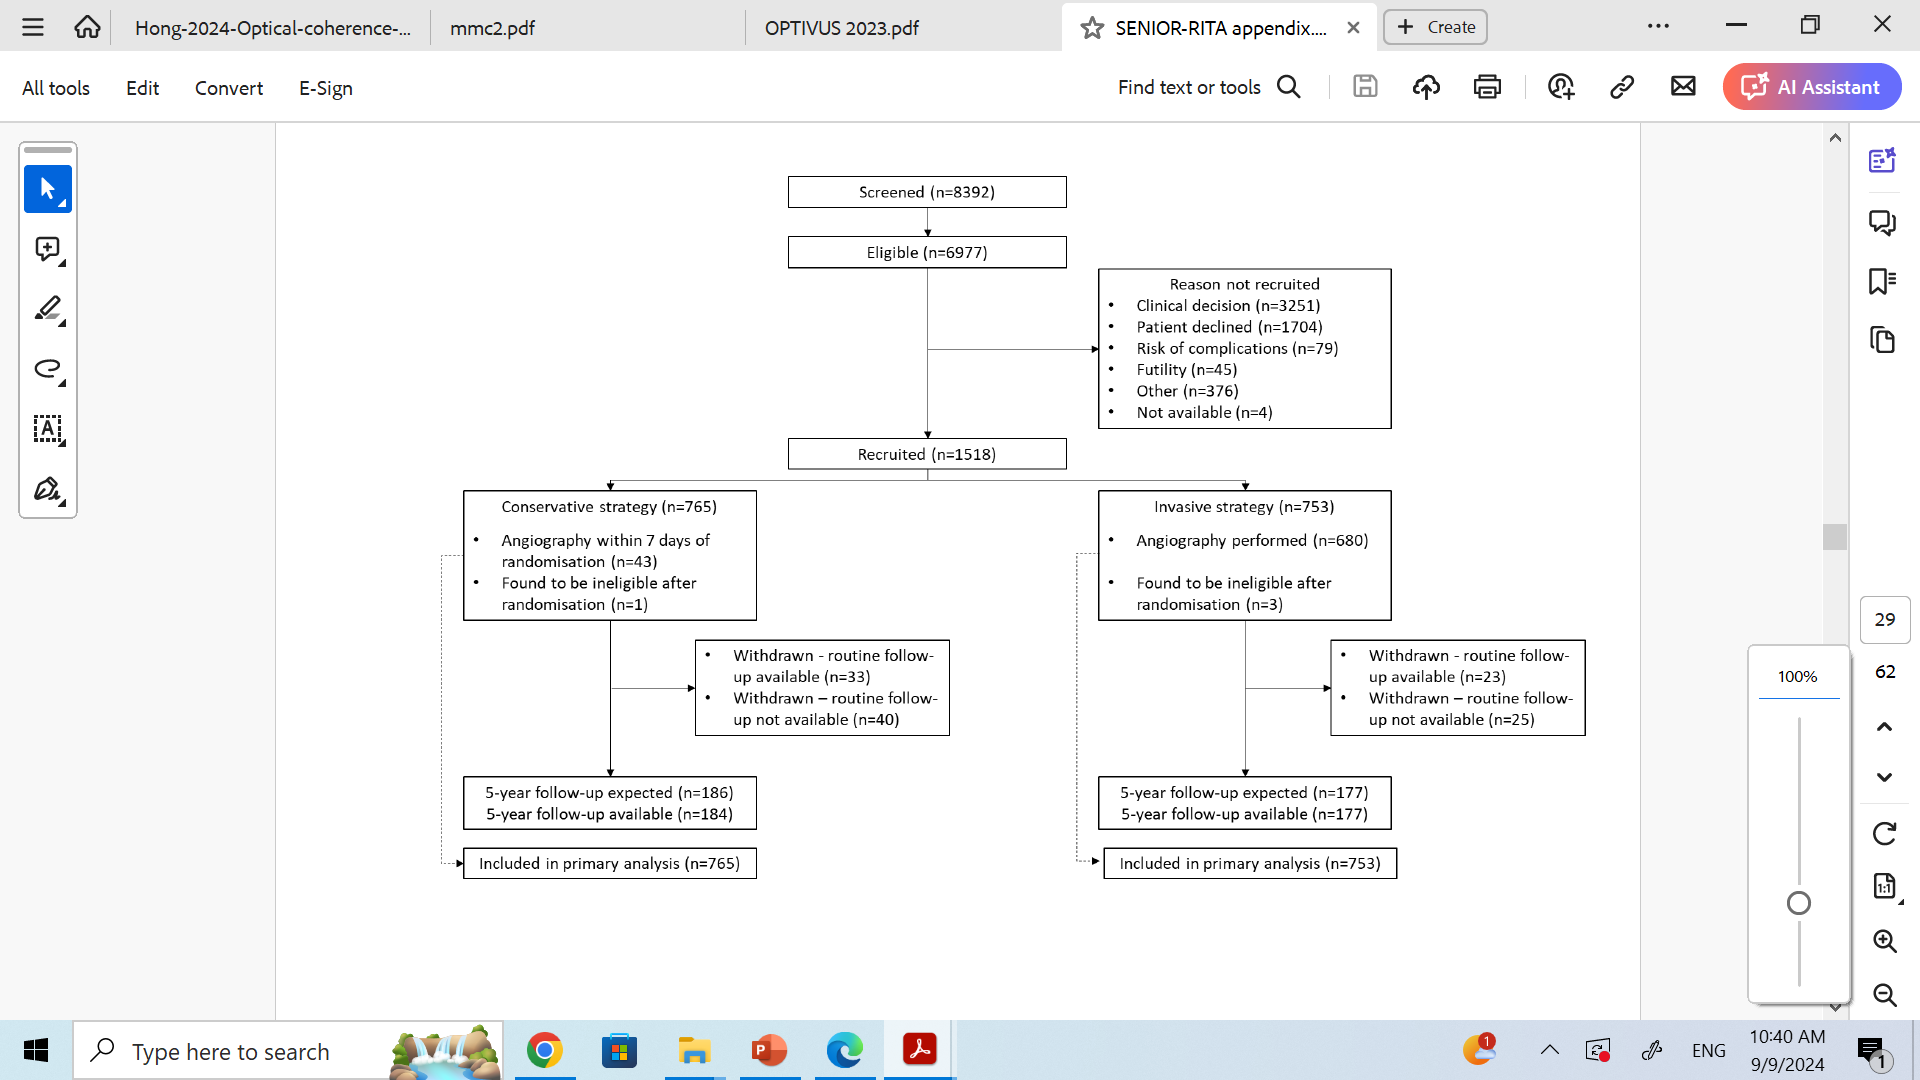 Hong-2024-Optical-coherence-...
mmc2.pdf
OPTIVUS 2023.pdf
SENIOR-RITA appendix....
Create
All tools
Edit
Convert
E-Sign
Find text or tools
AI Assistant
Screened (n=8392)
Eligible (n=6977)
Reason not recruited
• Clinical decision (n=3251)
• Patient declined (n=1704)
• Risk of complications (n=79)
• Futility (n=45)
• Other (n=376)
• Not available (n=4)
Recruited (n=1518)
Conservative strategy (n=765)
• Angiography within 7 days of
randomisation (n=43)
• Found to be ineligible after
randomisation (n=1)
Invasive strategy (n=753)
• Angiography performed (n=680)
• Found to be ineligible after
randomisation (n=3)
• Withdrawn - routine follow-
up available (n=33)
• Withdrawn – routine follow-
up not available (n=40)
• Withdrawn - routine follow-
up available (n=23)
• Withdrawn – routine follow-
up not available (n=25)
5-year follow-up expected (n=186)
5-year follow-up available (n=184)
5-year follow-up expected (n=177)
5-year follow-up available (n=177)
Included in primary analysis (n=765)
Included in primary analysis (n=753)
29
62
100%
1:1
Type here to search
1
ENG
10:40 AM
9/9/2024
1